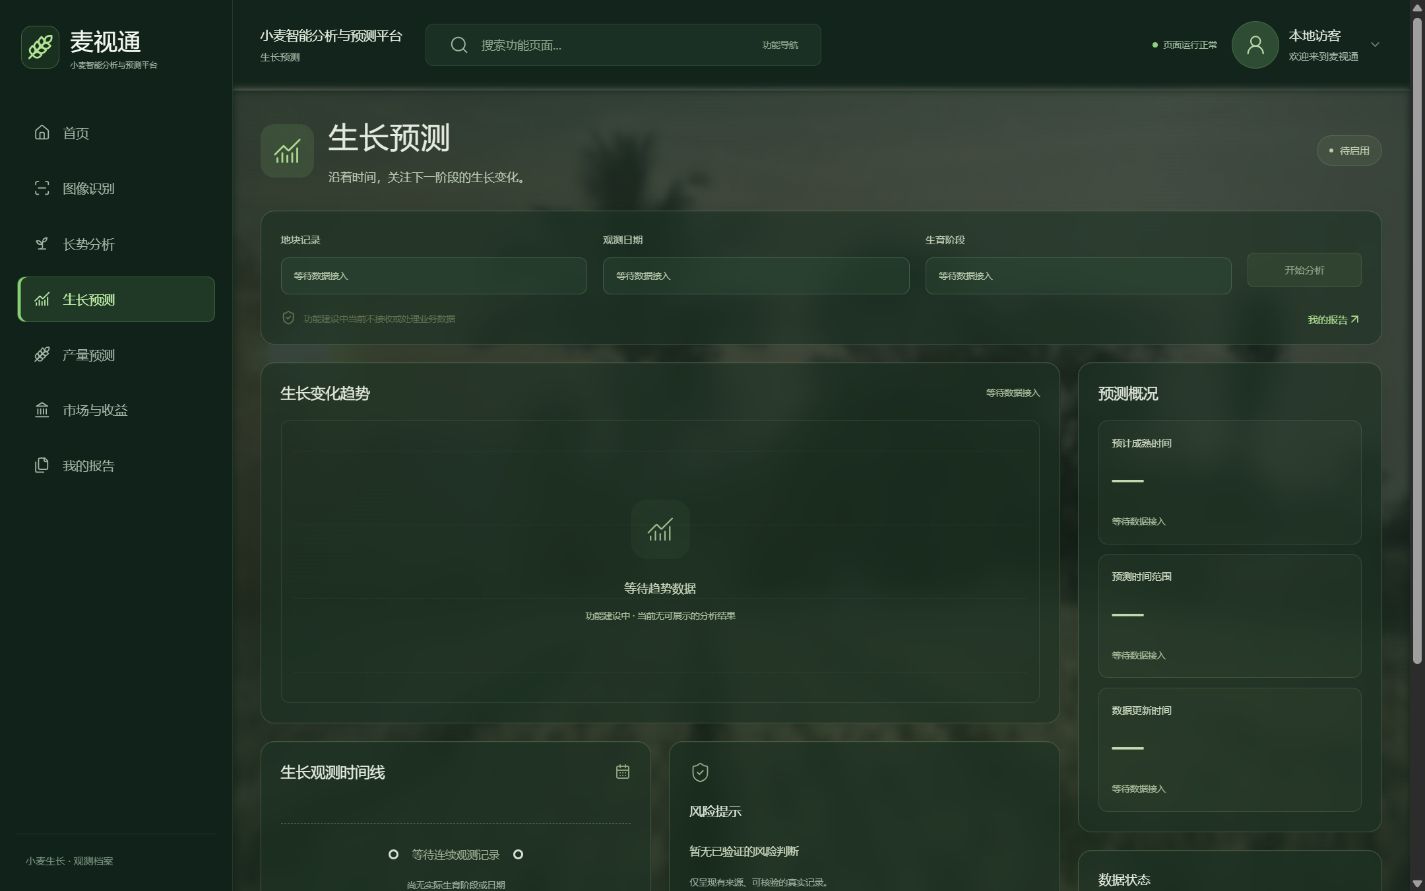 麦视通
小麦智能分析与预测平台
首页
图像识别
长势分析
生长预测
产量预测
市场与收益
我的报告
小麦生长 · 观测档案
小麦智能分析与预测平台
生长预测
搜索功能页面...
功能导航
页面运行正常
本地访客
欢迎来到麦视通
生长预测
沿着时间，关注下一阶段的生长变化。
待启用
地块记录
观测日期
生育阶段
等待数据接入
等待数据接入
等待数据接入
开始分析
功能建设中当前不接收或处理业务数据
我的报告
生长变化趋势
等待数据接入
等待趋势数据
功能建设中 · 当前无可展示的分析结果
预测概况
预计成熟时间
等待数据接入
预测时间范围
等待数据接入
数据更新时间
等待数据接入
生长观测时间线
等待连续观测记录
尚无实际生育阶段或日期
风险提示
暂无已验证的风险判断
仅呈现有来源、可核验的真实记录。
数据状态